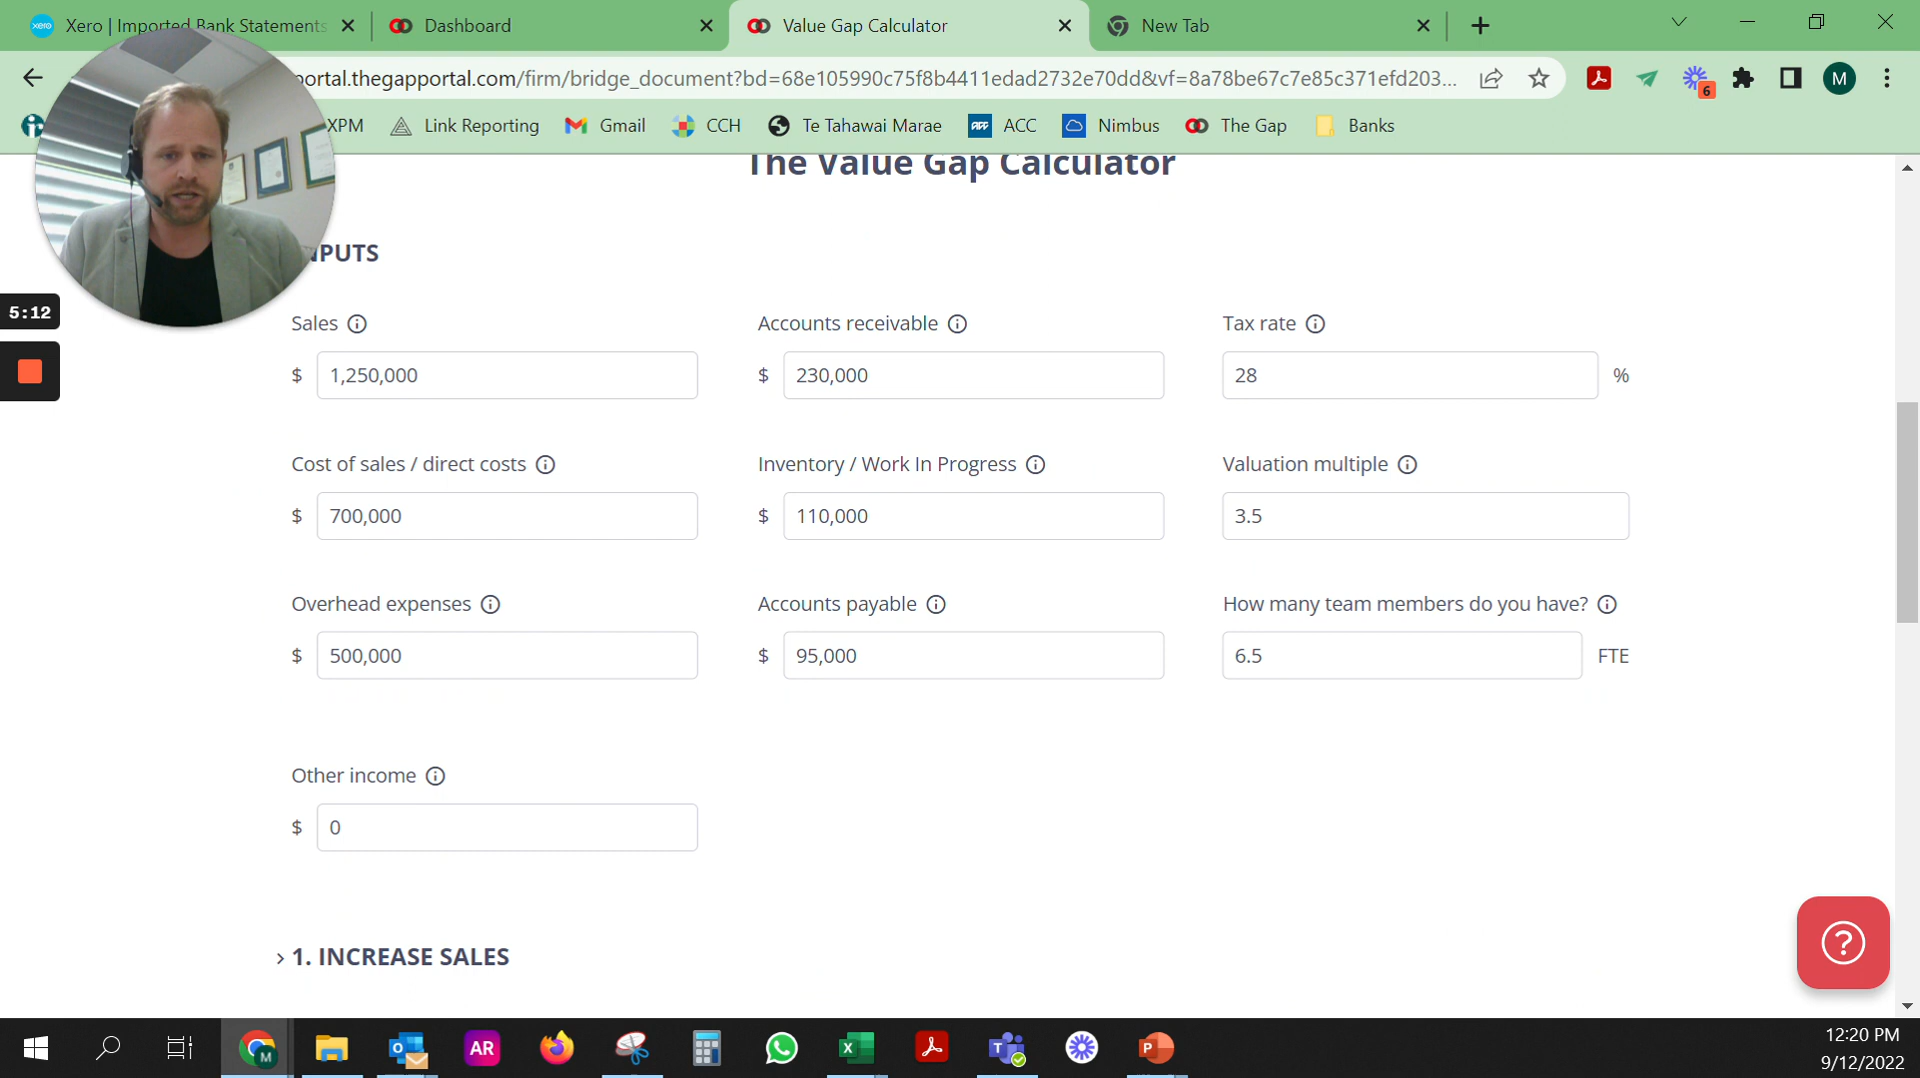 Xero | Imported Bank Statements
Dashboard
Value Gap Calculator
New Tab
portal.thegapportal.com/firm/bridge_document?bd=68e105990c75f8b4411edad2732e70dd&vf=8a78be67c7e85c371efd203...
6
M
XPM
Link Reporting
Gmail
CCH
Te Tahawai Marae
ACC
Nimbus
The Gap
Banks
The Value Gap Calculator
NPUTS
5:12
Sales
Accounts receivable
Tax rate
$ 1,250,000
$ 230,000
28 %
Cost of sales / direct costs
Inventory / Work In Progress
Valuation multiple
$ 700,000
$ 110,000
3.5
Overhead expenses
Accounts payable
How many team members do you have?
$ 500,000
$ 95,000
6.5 FTE
Other income
$ 0
> 1. INCREASE SALES
12:20 PM
9/12/2022